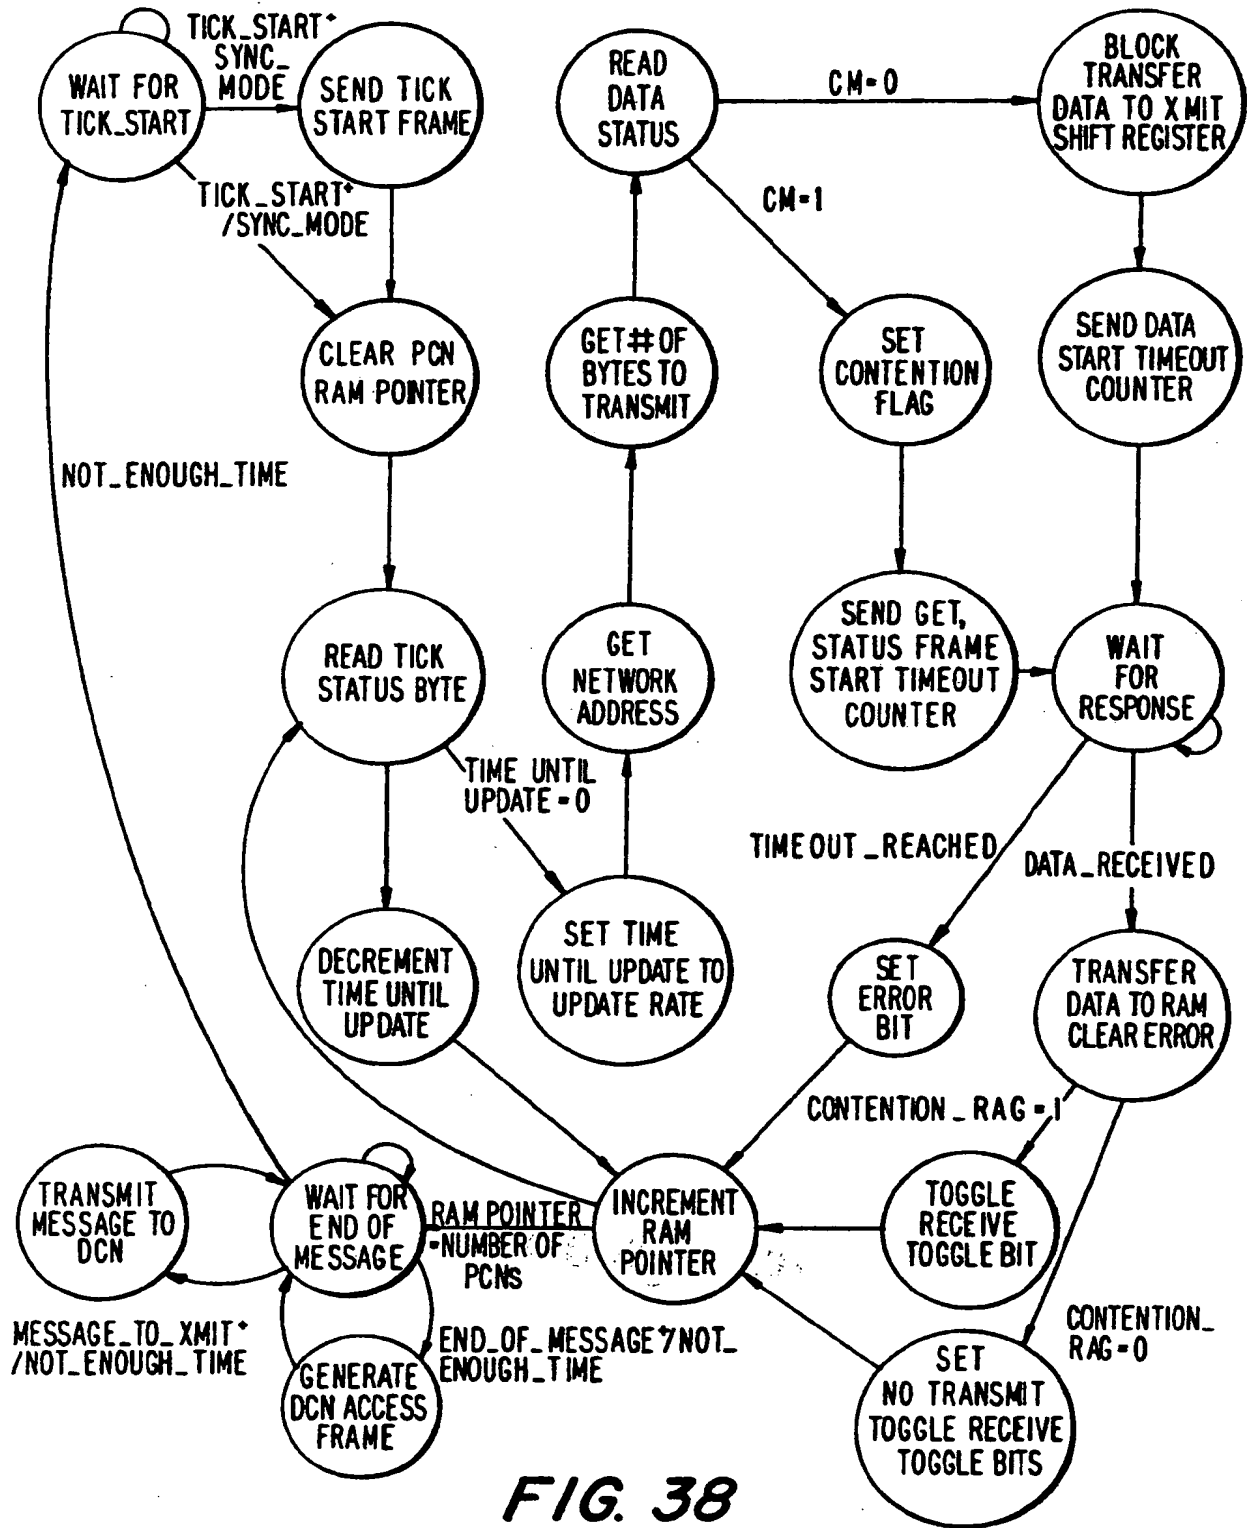 WAIT FOR
TICK_START
TICK_START*
SYNC_
MODE
SEND TICK
START FRAME
TICK_START*
/SYNC_MODE
CLEAR PCN
RAM POINTER
NOT_ENOUGH_TIME
READ TICK
STATUS BYTE
TIME UNTIL
UPDATE=0
DECREMENT
TIME UNTIL
UPDATE
SET TIME
UNTIL UPDATE TO
UPDATE RATE
GET
NETWORK
ADDRESS
GET # OF
BYTES TO
TRANSMIT
READ
DATA
STATUS
CM=0
BLOCK
TRANSFER
DATA TO XMIT
SHIFT REGISTER
CM=1
SET
CONTENTION
FLAG
SEND DATA
START TIMEOUT
COUNTER
SEND GET,
STATUS FRAME
START TIMEOUT
COUNTER
WAIT
FOR
RESPONSE
TIMEOUT_REACHED
DATA_RECEIVED
SET
ERROR
BIT
TRANSFER
DATA TO RAM
CLEAR ERROR
CONTENTION_RAG=1
TOGGLE
RECEIVE
TOGGLE BIT
CONTENTION_
RAG=0
SET
NO TRANSMIT
TOGGLE RECEIVE
TOGGLE BITS
INCREMENT
RAM
POINTER
RAM POINTER
=NUMBER OF
PCNs
WAIT FOR
END OF
MESSAGE
TRANSMIT
MESSAGE TO
DCN
MESSAGE_TO_XMIT*
/NOT_ENOUGH_TIME
END_OF_MESSAGE*/NOT_
ENOUGH_TIME
GENERATE
DCN ACCESS
FRAME
FIG. 38